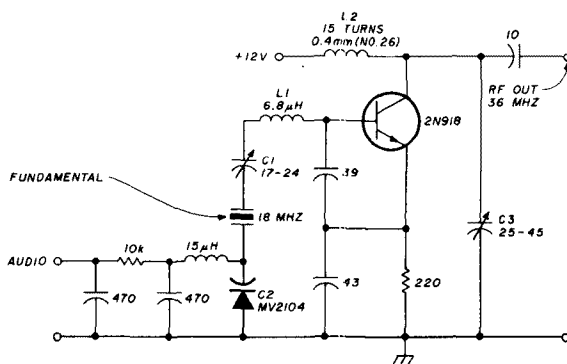 L2
15 TURNS
0.4mm (NO.26)
+12V
10
RF OUT
36 MHZ
L1
6.8µH
2N918
C1
17-24
39
FUNDAMENTAL
18 MHZ
C3
25-45
10k
15µH
AUDIO
C2
MV2104
43
220
470
470